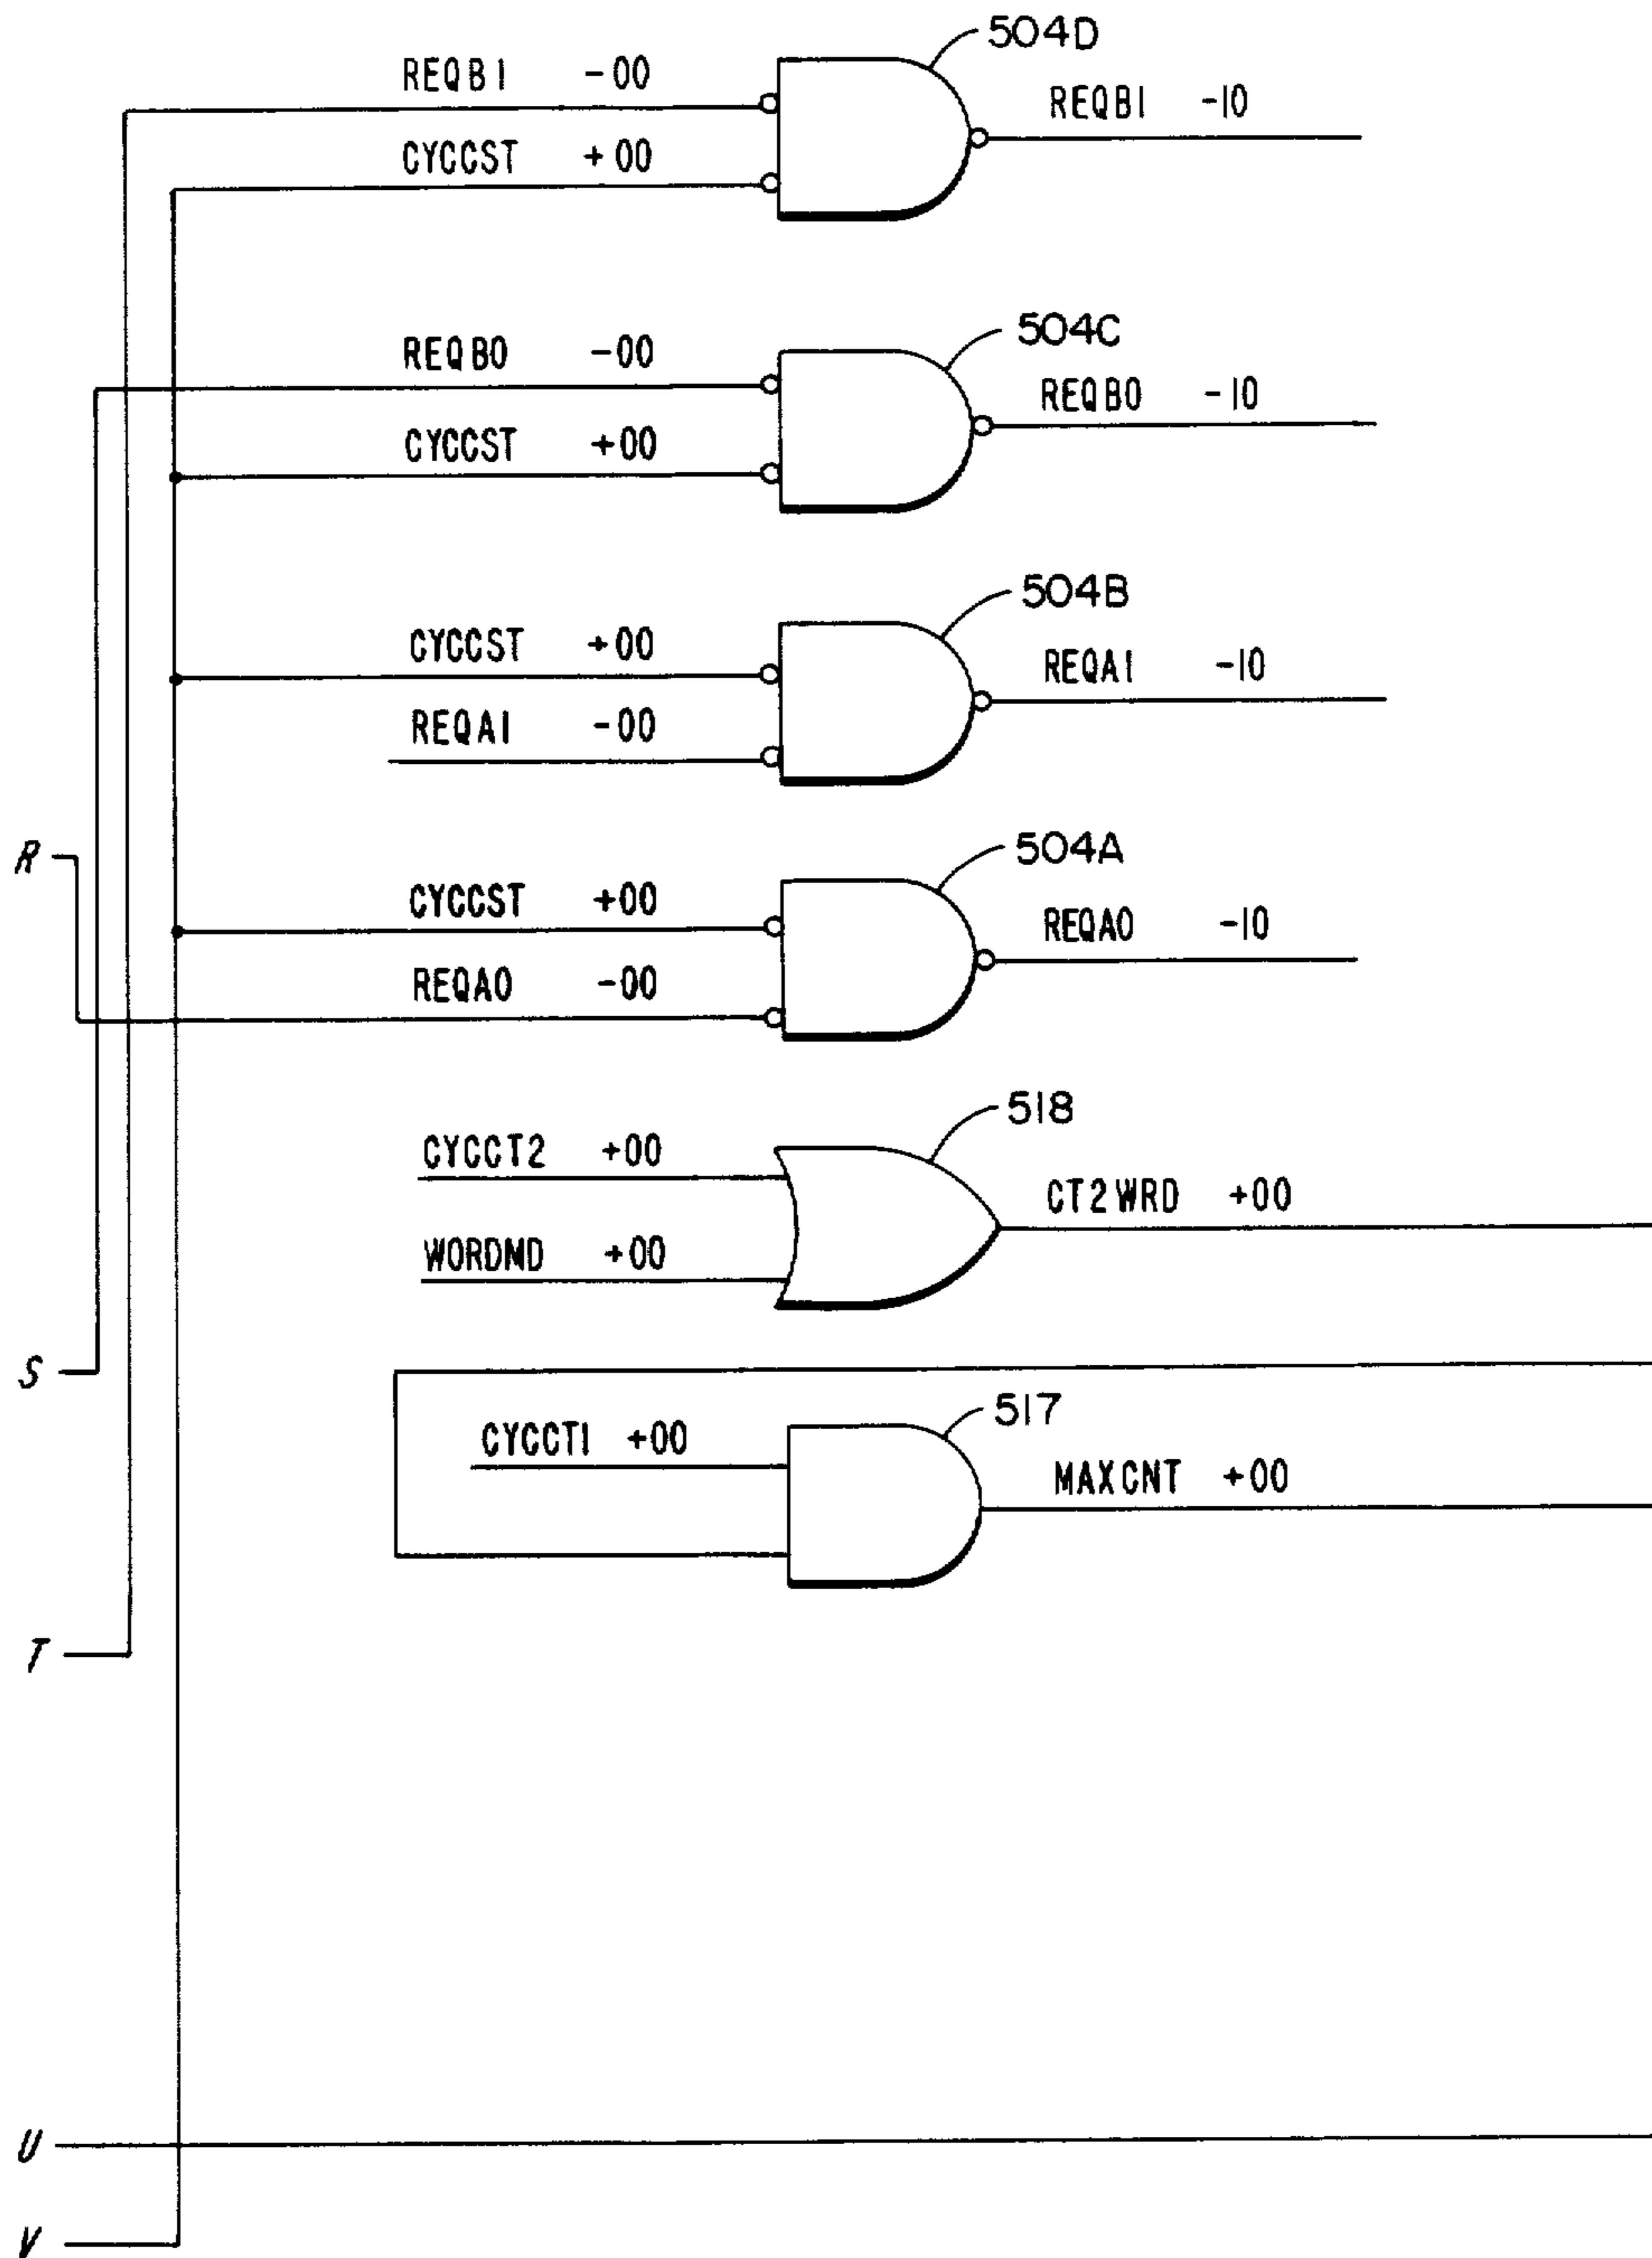 504D
REQB1 -00
REQB1 -10
CYCCST +00
504C
REQB0 -00
REQB0 -10
CYCCST +00
504B
CYCCST +00
REQA1 -10
REQA1 -00
504A
R
CYCCST +00
REQA0 -10
REQA0 -00
518
CYCCT2 +00
CT2WRD +00
WORDMD +00
S
517
CYCCT1 +00
MAXCNT +00
T
U
V